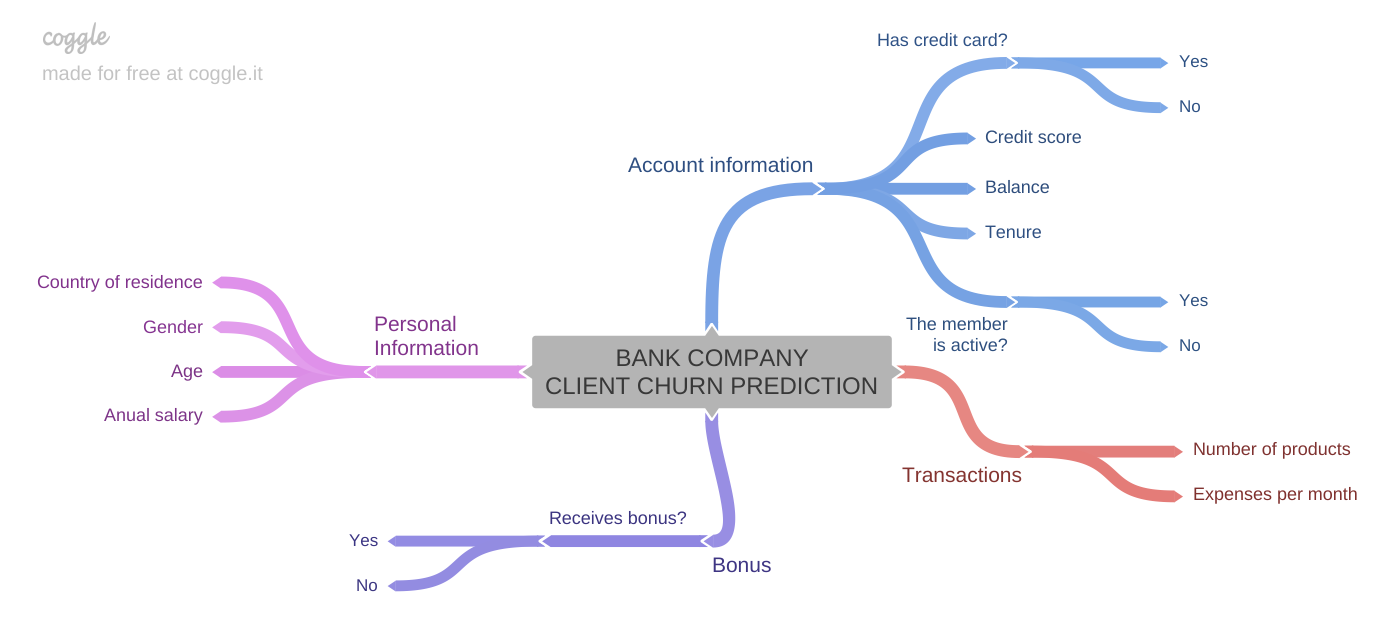 coggle
made for free at coggle.it
BANK COMPANY
CLIENT CHURN PREDICTION
Account information
Has credit card?
Yes
No
Credit score
Balance
Tenure
The member
is active?
Yes
No
Transactions
Number of products
Expenses per month
Bonus
Receives bonus?
Yes
No
Personal
Information
Country of residence
Gender
Age
Anual salary